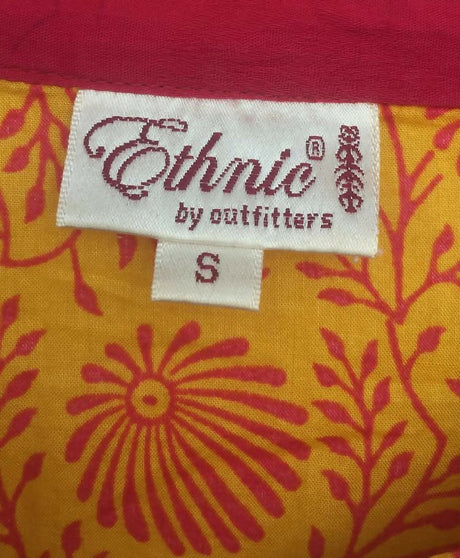 Ethnic®
by outfitters
S